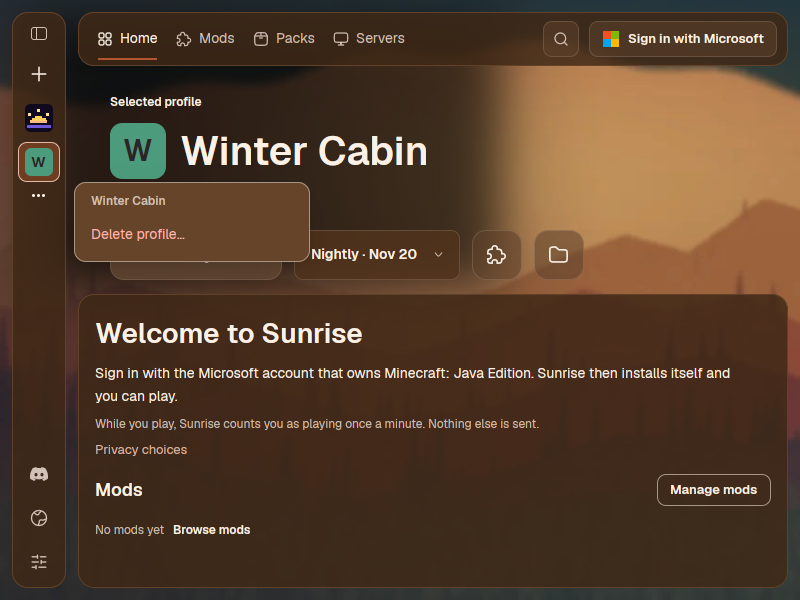 Home
Mods
Packs
Servers
Sign in with Microsoft
Selected profile
W
Winter Cabin
W
Winter Cabin
Delete profile...
Nightly · Nov 20
Welcome to Sunrise
Sign in with the Microsoft account that owns Minecraft: Java Edition. Sunrise then installs itself and
you can play.
While you play, Sunrise counts you as playing once a minute. Nothing else is sent.
Privacy choices
Mods
Manage mods
No mods yet
Browse mods